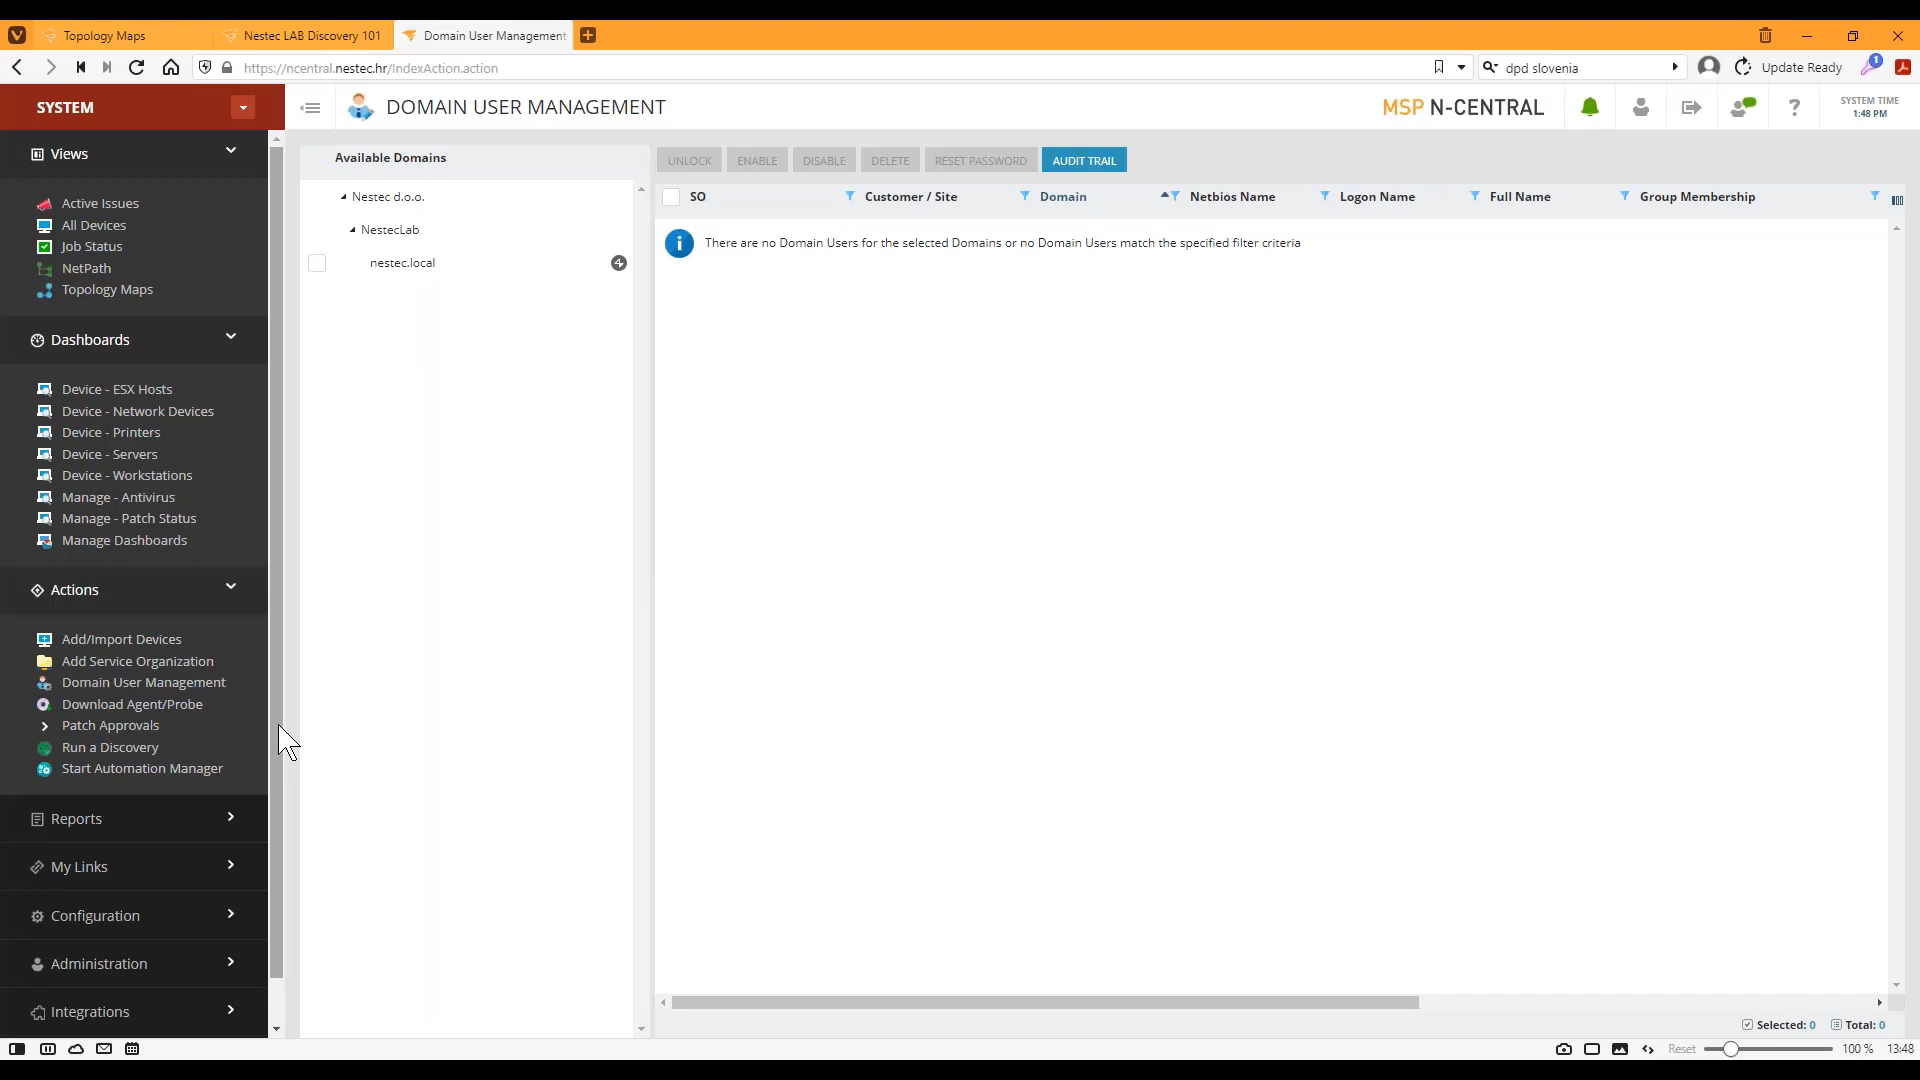 Topology Maps
Nestec LAB Discovery 101
Domain User Management
https://ncentral.nestec.hr/IndexAction.action
dpd slovenia
Update Ready
1
SYSTEM
DOMAIN USER MANAGEMENT
MSP N-CENTRAL
?
SYSTEM TIME
1:48 PM
Views
Active Issues
All Devices
Job Status
NetPath
Topology Maps
Dashboards
Device - ESX Hosts
Device - Network Devices
Device - Printers
Device - Servers
Device - Workstations
Manage - Antivirus
Manage - Patch Status
Manage Dashboards
Actions
Add/Import Devices
Add Service Organization
Domain User Management
Download Agent/Probe
Patch Approvals
Run a Discovery
Start Automation Manager
Reports
My Links
Configuration
Administration
Integrations
Available Domains
Nestec d.o.o.
NestecLab
nestec.local
UNLOCK ENABLE DISABLE DELETE RESET PASSWORD AUDIT TRAIL
SO Customer / Site Domain Netbios Name Logon Name Full Name Group Membership
There are no Domain Users for the selected Domains or no Domain Users match the specified filter criteria
Selected: 0 Total: 0
Reset 100 % 13:48